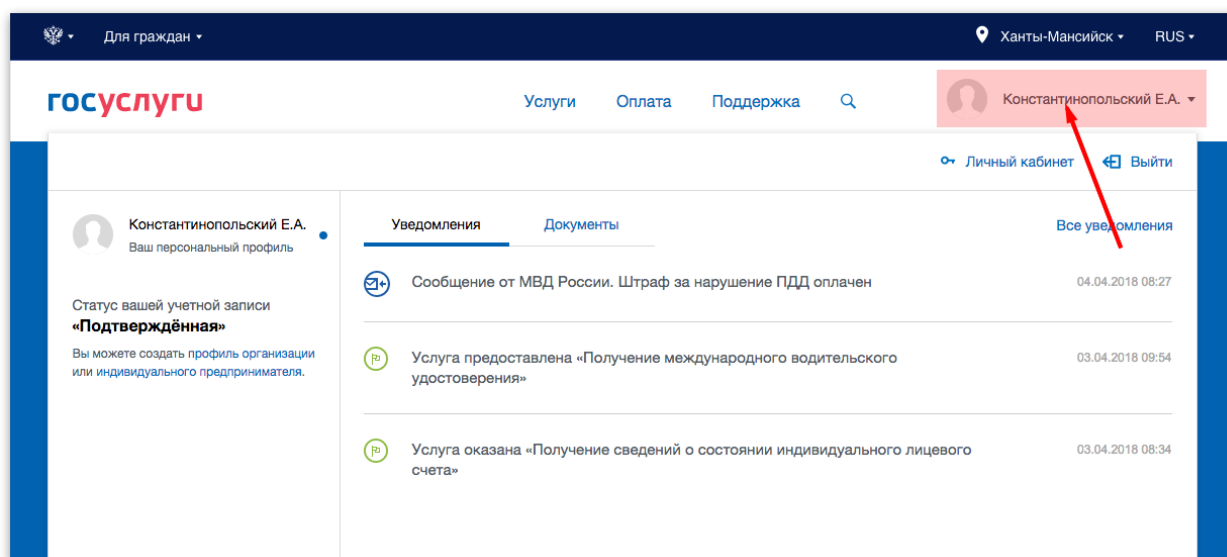 Для граждан
Ханты-Мансийск
RUS
госуслуги
Услуги
Оплата
Поддержка
Константинопольский Е.А.
Личный кабинет
Выйти
Константинопольский Е.А.
Ваш персональный профиль
Статус вашей учетной записи
«Подтверждённая»
Вы можете создать профиль организации
или индивидуального предпринимателя.
Уведомления
Документы
Все уведомления
Сообщение от МВД России. Штраф за нарушение ПДД оплачен
04.04.2018 08:27
Услуга предоставлена «Получение международного водительского
удостоверения»
03.04.2018 09:54
Услуга оказана «Получение сведений о состоянии индивидуального лицевого
счета»
03.04.2018 08:34